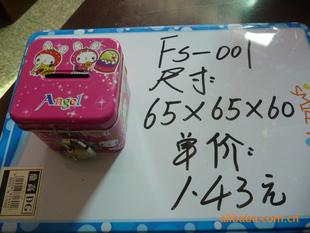 Fs-001
尺寸:
65×65×60
单价:
1.43元
Angel
alibaba.com.cn